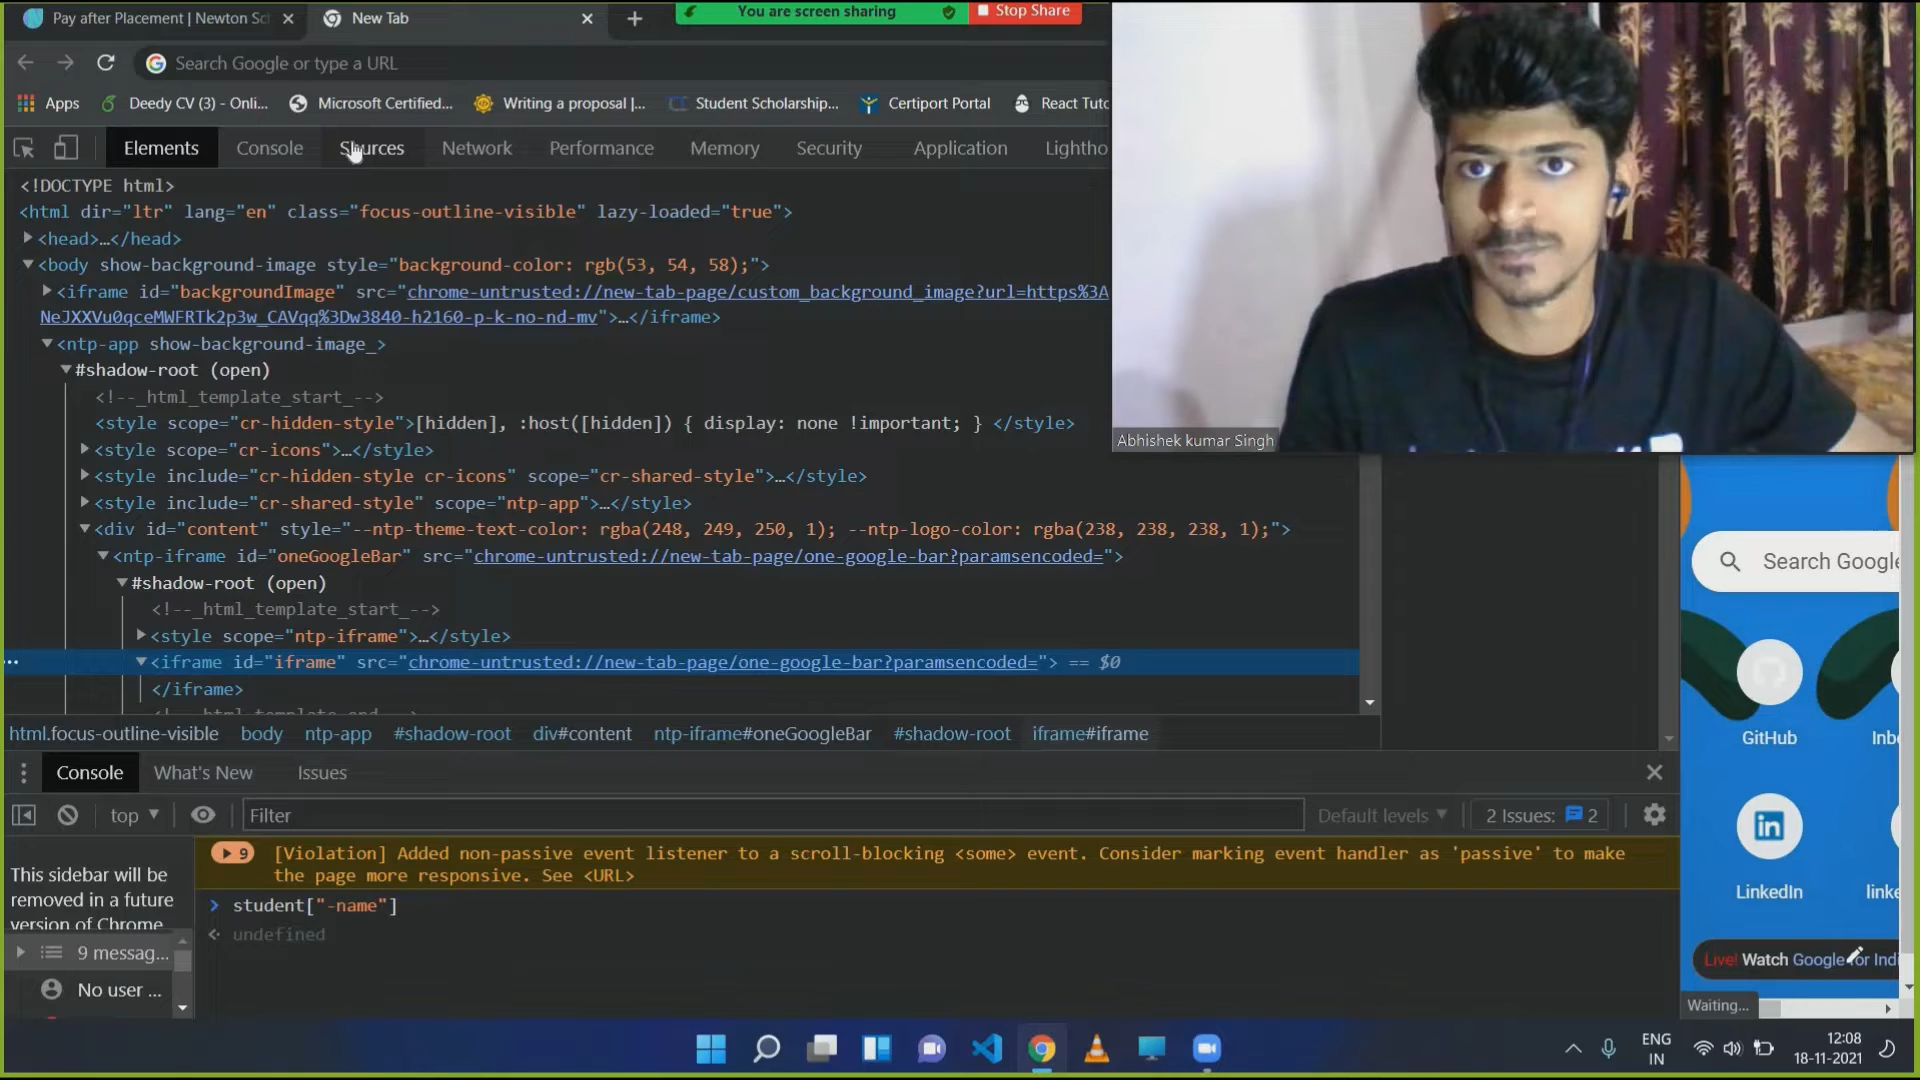 Pay after Placement | Newton Sch
New Tab
You are screen sharing
Stop Share
Search Google or type a URL
Apps
Deedy CV (3) - Onli...
Microsoft Certified...
Writing a proposal |...
Student Scholarship...
Certiport Portal
React Tuto
Elements
Console
Sources
Network
Performance
Memory
Security
Application
Lightho
<!DOCTYPE html>
<html dir="ltr" lang="en" class="focus-outline-visible" lazy-loaded="true">
<head>…</head>
<body show-background-image style="background-color: rgb(53, 54, 58);">
<iframe id="backgroundImage" src="chrome-untrusted://new-tab-page/custom_background_image?url=https%3A
NeJXXVu0qceMWFRTk2p3w_CAVqq%3Dw3840-h2160-p-k-no-nd-mv">…</iframe>
<ntp-app show-background-image_>
#shadow-root (open)
<!--_html_template_start_-->
<style scope="cr-hidden-style">[hidden], :host([hidden]) { display: none !important; } </style>
<style scope="cr-icons">…</style>
<style include="cr-hidden-style cr-icons" scope="cr-shared-style">…</style>
<style include="cr-shared-style" scope="ntp-app">…</style>
<div id="content" style="--ntp-theme-text-color: rgba(248, 249, 250, 1); --ntp-logo-color: rgba(238, 238, 238, 1);">
<ntp-iframe id="oneGoogleBar" src="chrome-untrusted://new-tab-page/one-google-bar?paramsencoded=">
#shadow-root (open)
<!--_html_template_start_-->
<style scope="ntp-iframe">…</style>
<iframe id="iframe" src="chrome-untrusted://new-tab-page/one-google-bar?paramsencoded="> == $0
</iframe>
html.focus-outline-visible body ntp-app #shadow-root div#content ntp-iframe#oneGoogleBar #shadow-root iframe#iframe
Console
What's New
Issues
top
Filter
Default levels
2 Issues:
2
This sidebar will be
removed in a future
version of Chrome
9 messag...
No user ...
9
[Violation] Added non-passive event listener to a scroll-blocking <some> event. Consider marking event handler as 'passive' to make
the page more responsive. See <URL>
student["-name"]
undefined
Abhishek kumar Singh
Search Google
GitHub
Inbo
LinkedIn
linke
Live! Watch Google for Indi
Waiting...
ENG
IN
12:08
18-11-2021